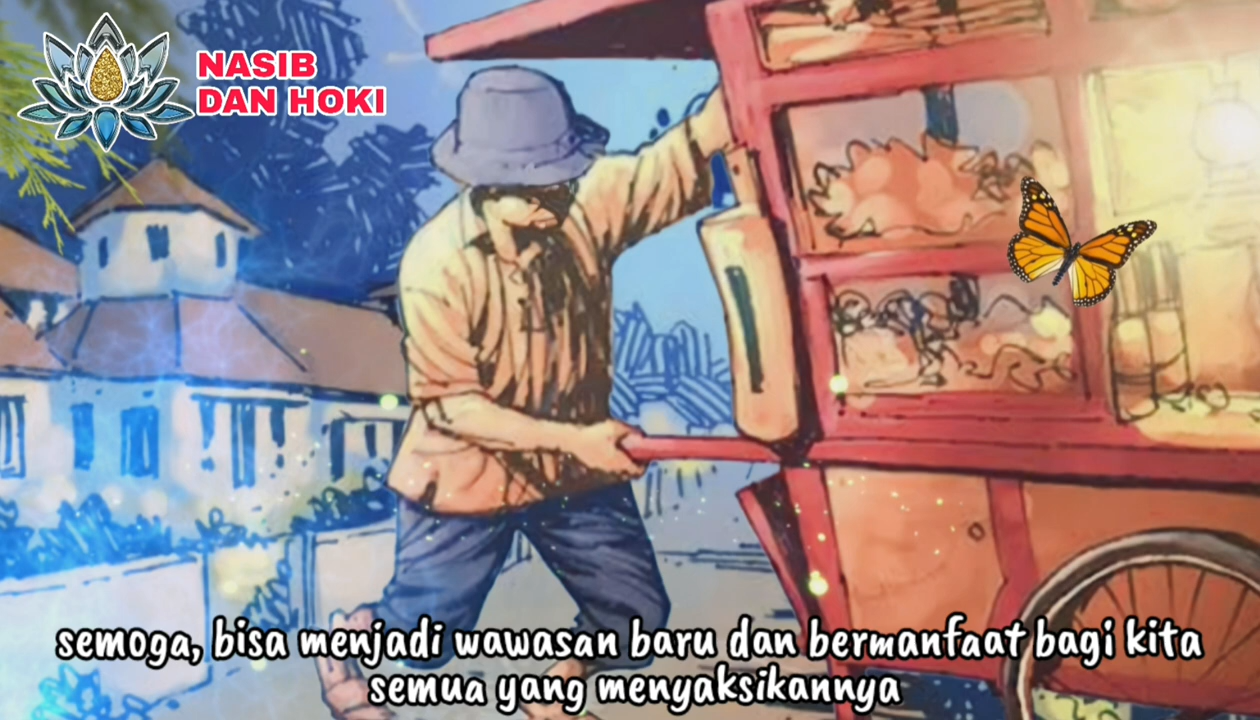 NASIB
DAN HOKI
semoga, bisa menjadi wawasan baru dan bermanfaat bagi kita
semua yang menyaksikannya